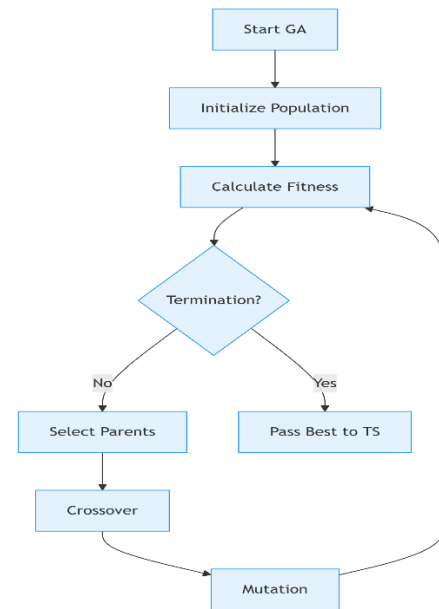 Start GA
Initialize Population
Calculate Fitness
Termination?
No
Yes
Select Parents
Pass Best to TS
Crossover
Mutation